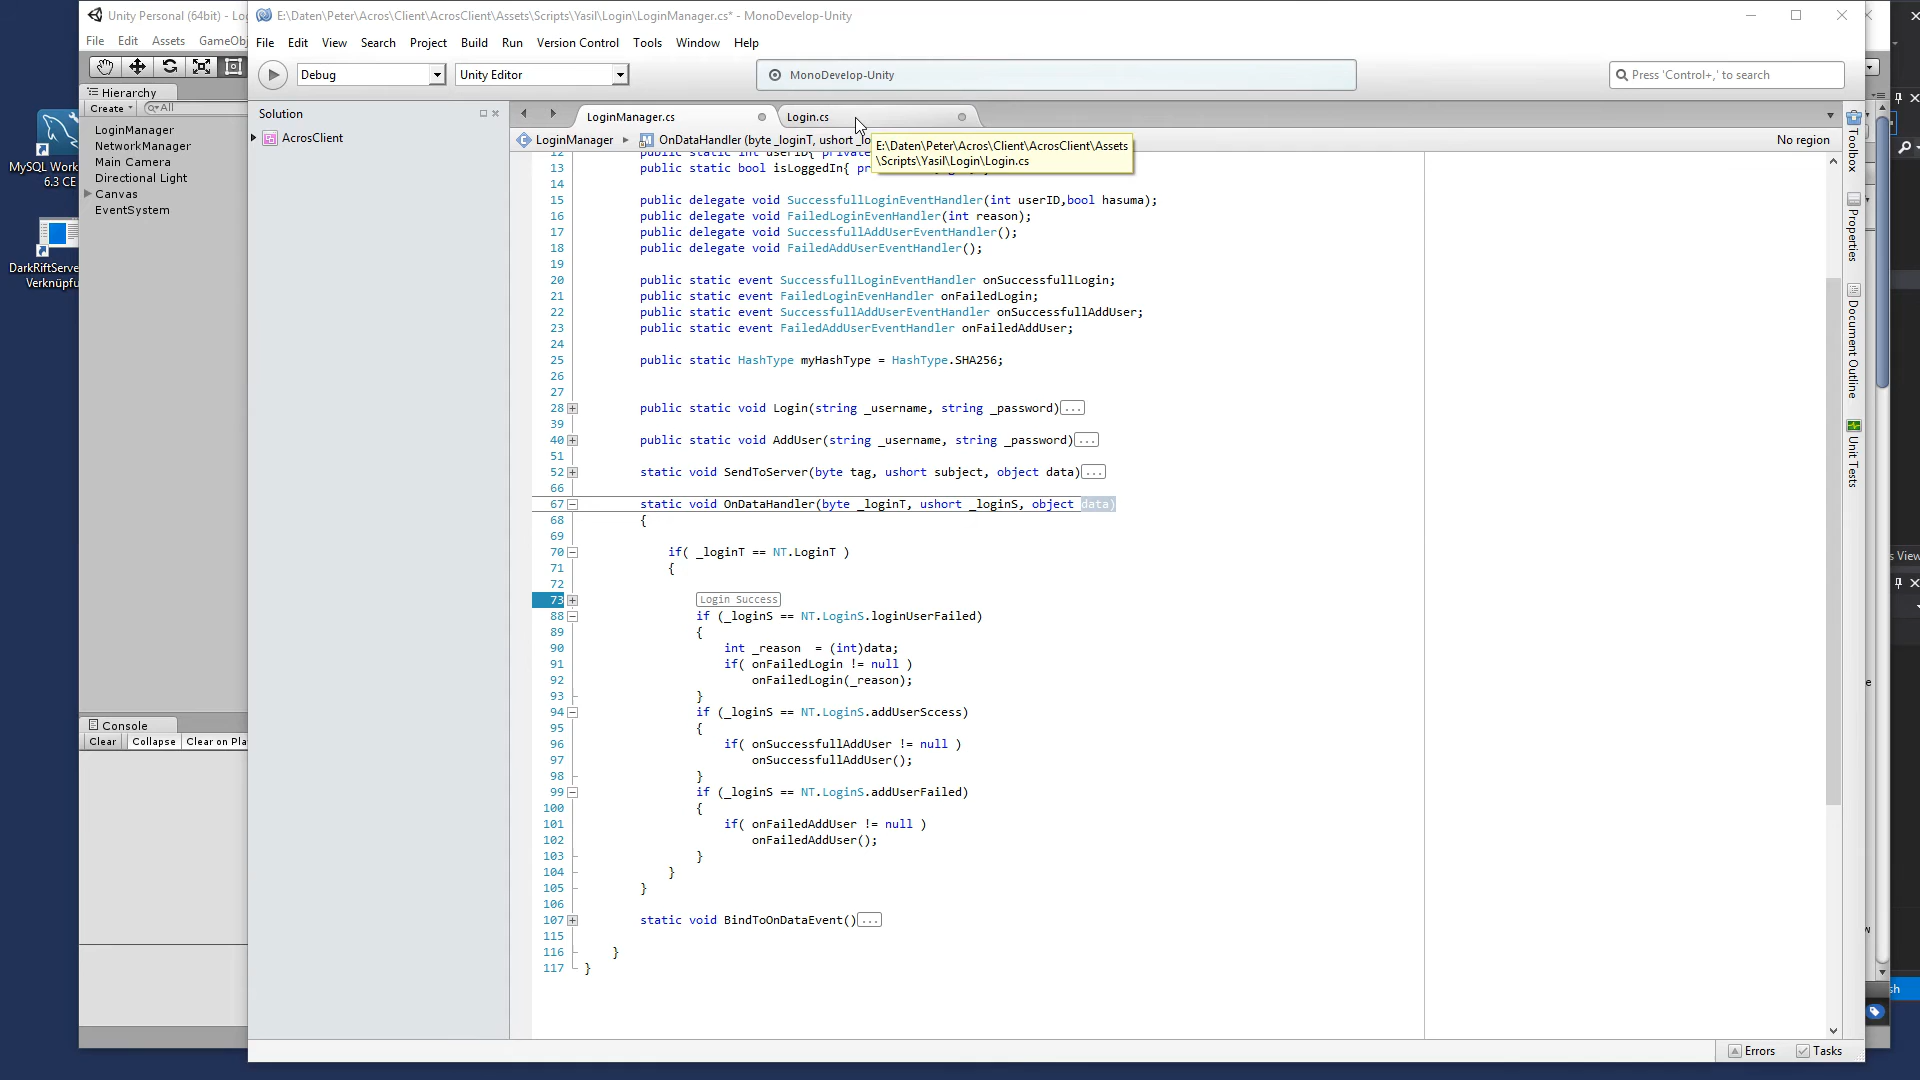 Unity Personal (64bit) - Lo
File Edit Assets GameObj
Hierarchy
Create All
LoginManager
NetworkManager
Main Camera
Directional Light
Canvas
EventSystem
MySQL Work
6.3 CE
DarkRiftServe
Verknüpfu
Console
Clear Collapse Clear on Pla
E:\Daten\Peter\Acros\Client\AcrosClient\Assets\Scripts\Yasil\Login\LoginManager.cs* - MonoDevelop-Unity
File Edit View Search Project Build Run Version Control Tools Window Help
Debug Unity Editor MonoDevelop-Unity Press 'Control+,' to search
Solution
AcrosClient
LoginManager.cs Login.cs
LoginManager OnDataHandler (byte _loginT, ushort _lo No region
E:\Daten\Peter\Acros\Client\AcrosClient\Assets
\Scripts\Yasil\Login\Login.cs
12 public static int userID{ private
13 public static bool isLoggedIn{ pr
14
15 public delegate void SuccessfullLoginEventHandler(int userID,bool hasuma);
16 public delegate void FailedLoginEvenHandler(int reason);
17 public delegate void SuccessfullAddUserEventHandler();
18 public delegate void FailedAddUserEventHandler();
19
20 public static event SuccessfullLoginEventHandler onSuccessfullLogin;
21 public static event FailedLoginEvenHandler onFailedLogin;
22 public static event SuccessfullAddUserEventHandler onSuccessfullAddUser;
23 public static event FailedAddUserEventHandler onFailedAddUser;
24
25 public static HashType myHashType = HashType.SHA256;
26
27
28 public static void Login(string _username, string _password)...
39
40 public static void AddUser(string _username, string _password)...
51
52 static void SendToServer(byte tag, ushort subject, object data)...
66
67 static void OnDataHandler(byte _loginT, ushort _loginS, object data)
68 {
69
70 if( _loginT == NT.LoginT )
71 {
72
73 Login Success
88 if (_loginS == NT.LoginS.loginUserFailed)
89 {
90 int _reason  = (int)data;
91 if( onFailedLogin != null )
92 onFailedLogin(_reason);
93 }
94 if (_loginS == NT.LoginS.addUserSccess)
95 {
96 if( onSuccessfullAddUser != null )
97 onSuccessfullAddUser();
98 }
99 if (_loginS == NT.LoginS.addUserFailed)
100 {
101 if( onFailedAddUser != null )
102 onFailedAddUser();
103 }
104 }
105 }
106
107 static void BindToOnDataEvent()...
115
116 }
117 }
Toolbox
Properties
Document Outline
Unit Tests
s View
e
w
sh
Errors Tasks